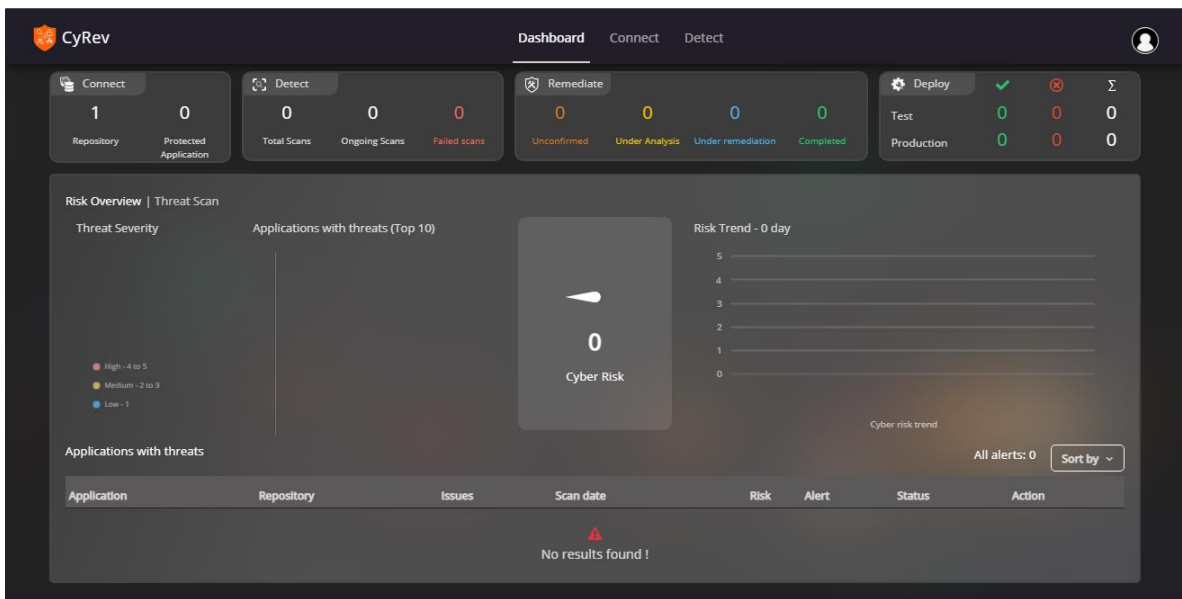 CyRev
Dashboard Connect Detect
Connect
1 0
Repository Protected Application
Detect
0 0 0
Total Scans Ongoing Scans Failed scans
Remediate
0 0 0 0
Unconfirmed Under Analysis Under remediation Completed
Deploy Σ
Test 0 0 0
Production 0 0 0
Risk Overview | Threat Scan
Threat Severity
High - 4 to 5
Medium - 2 to 3
Low - 1
Applications with threats (Top 10)
0
Cyber Risk
Risk Trend - 0 day
5
4
3
2
1
0
Cyber risk trend
Applications with threats
All alerts: 0 Sort by
Application Repository Issues Scan date Risk Alert Status Action
No results found !